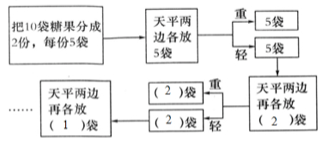 把10袋糖果分成
2份，每份5袋
天平两
边各放
5袋
重
5袋
轻
5袋
天平两边
再各放
( 2 )袋
重
( 2 )袋
轻
( 2 )袋
天平两边
再各放
( 1 )袋
……